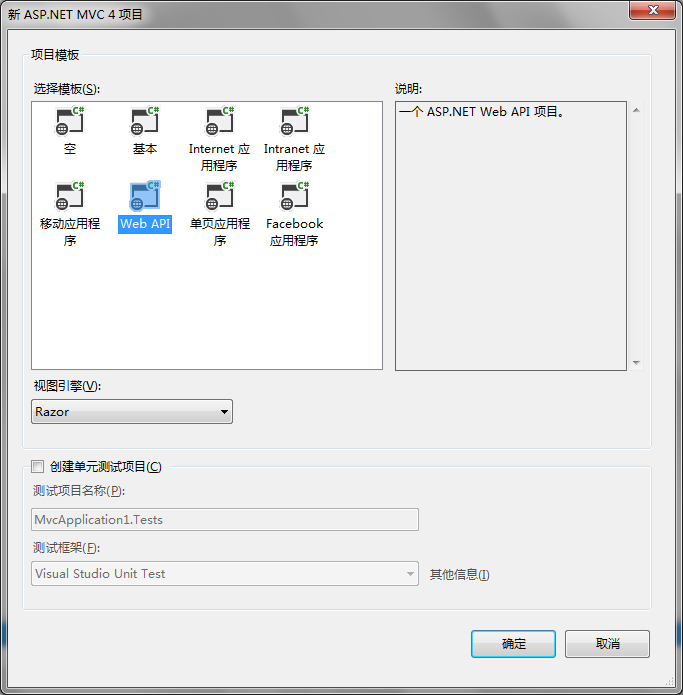 新 ASP.NET MVC 4 项目
项目模板
选择模板(S):
说明:
C#
C#
C#
C#
空
基本
Internet 应
用程序
Intranet 应
用程序
C#
C#
C#
C#
移动应用程
序
Web API
单页应用程
序
Facebook
应用程序
一个 ASP.NET Web API 项目。
视图引擎(V):
Razor
创建单元测试项目(C)
测试项目名称(P):
MvcApplication1.Tests
测试框架(F):
Visual Studio Unit Test
其他信息(I)
确定
取消